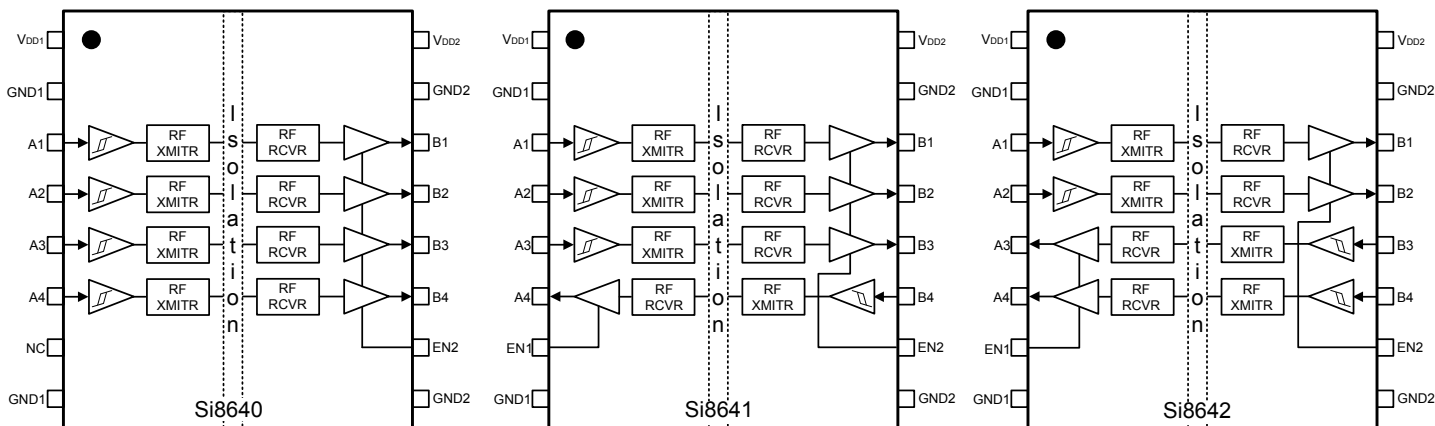 VDD1
VDD2
GND1
GND2
A1
RF XMITR
RF RCVR
B1
A2
RF XMITR
RF RCVR
B2
A3
RF XMITR
RF RCVR
B3
A4
RF XMITR
RF RCVR
B4
NC
EN2
GND1
GND2
Isolation
Si8640
VDD1
VDD2
GND1
GND2
A1
RF XMITR
RF RCVR
B1
A2
RF XMITR
RF RCVR
B2
A3
RF XMITR
RF RCVR
B3
A4
RF RCVR
RF XMITR
B4
EN1
EN2
GND1
GND2
Isolation
Si8641
VDD1
VDD2
GND1
GND2
A1
RF XMITR
RF RCVR
B1
A2
RF XMITR
RF RCVR
B2
A3
RF RCVR
RF XMITR
B3
A4
RF RCVR
RF XMITR
B4
EN1
EN2
GND1
GND2
Isolation
Si8642